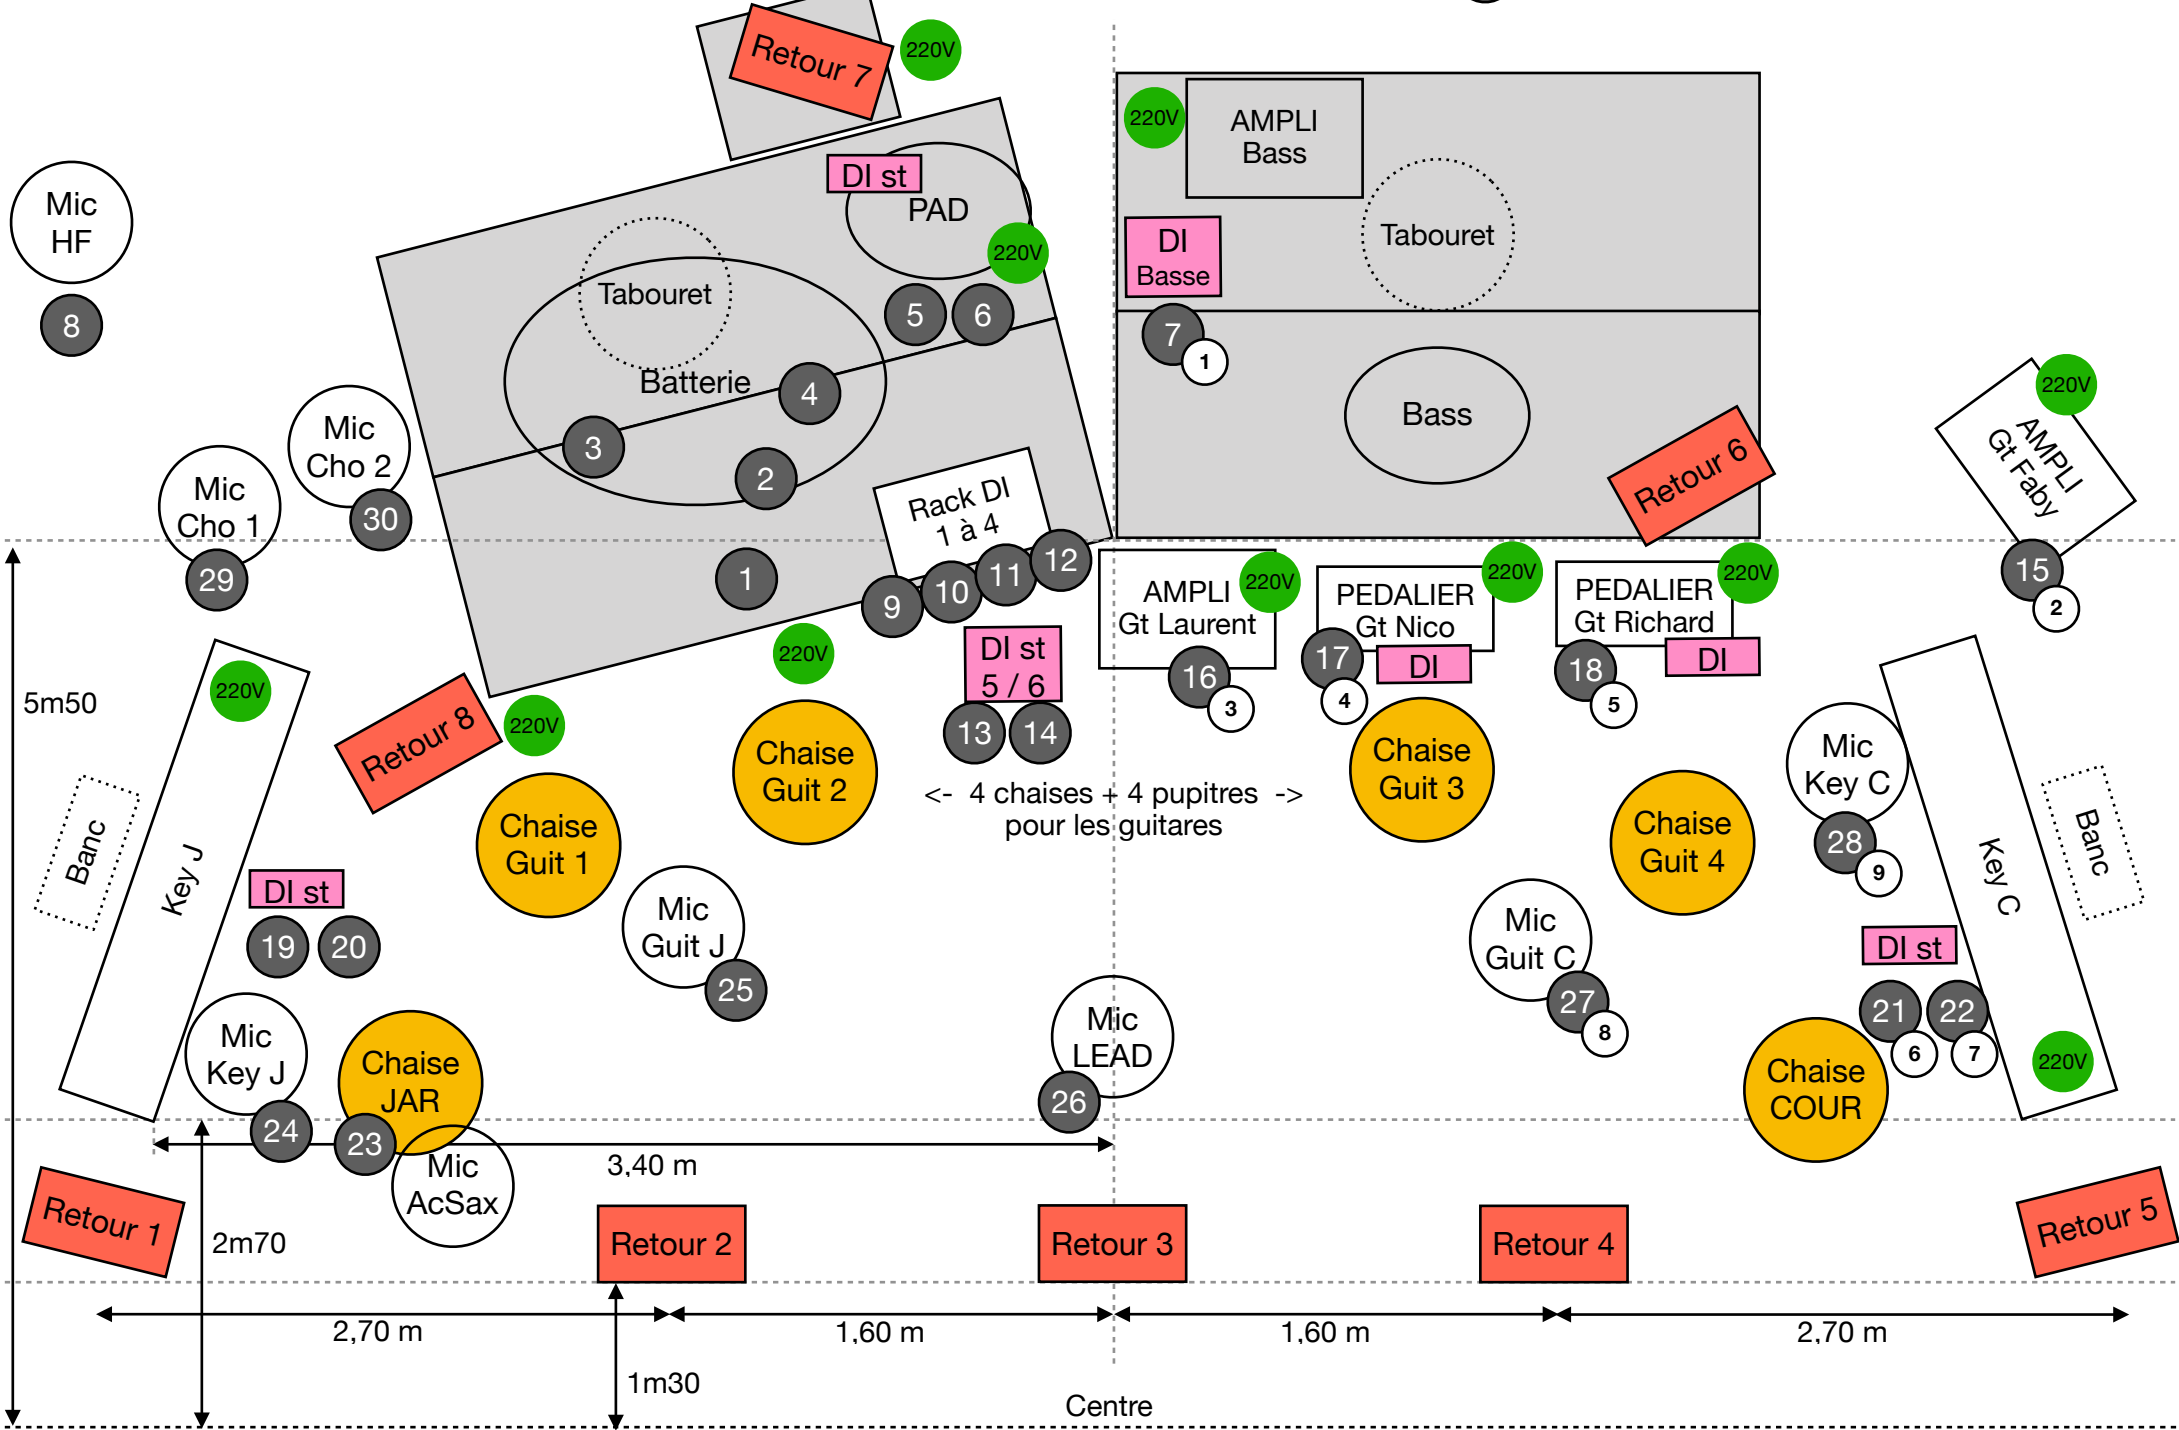 Retour 7
220V
220V
AMPLI
Bass
DI st
PAD
220V
Mic
HF
8
Tabouret
Tabouret
DI
Basse
5
6
7
1
Batterie
4
3
2
Bass
Retour 6
220V
AMPLI
Gt Faby
15
2
Mic
Cho 2
30
Mic
Cho 1
29
Rack DI
1 à 4
1
9
10
11
12
AMPLI
Gt Laurent
220V
16
3
PEDALIER
Gt Nico
220V
17
4
DI
PEDALIER
Gt Richard
220V
18
5
DI
220V
DI st
5 / 6
13
14
5m50
220V
Retour 8
220V
Chaise
Guit 2
Chaise
Guit 3
<- 4 chaises + 4 pupitres ->
pour les guitares
Chaise
Guit 1
Chaise
Guit 4
Mic
Key C
28
9
Banc
Key J
Key C
Banc
DI st
19
20
Mic
Guit J
25
Mic
Guit C
27
8
DI st
21
22
6
7
220V
Mic
Key J
24
Chaise
JAR
23
Mic
AcSax
Mic
LEAD
26
Chaise
COUR
3,40 m
Retour 1
2m70
Retour 2
Retour 3
Retour 4
Retour 5
2,70 m
1,60 m
1,60 m
2,70 m
1m30
Centre